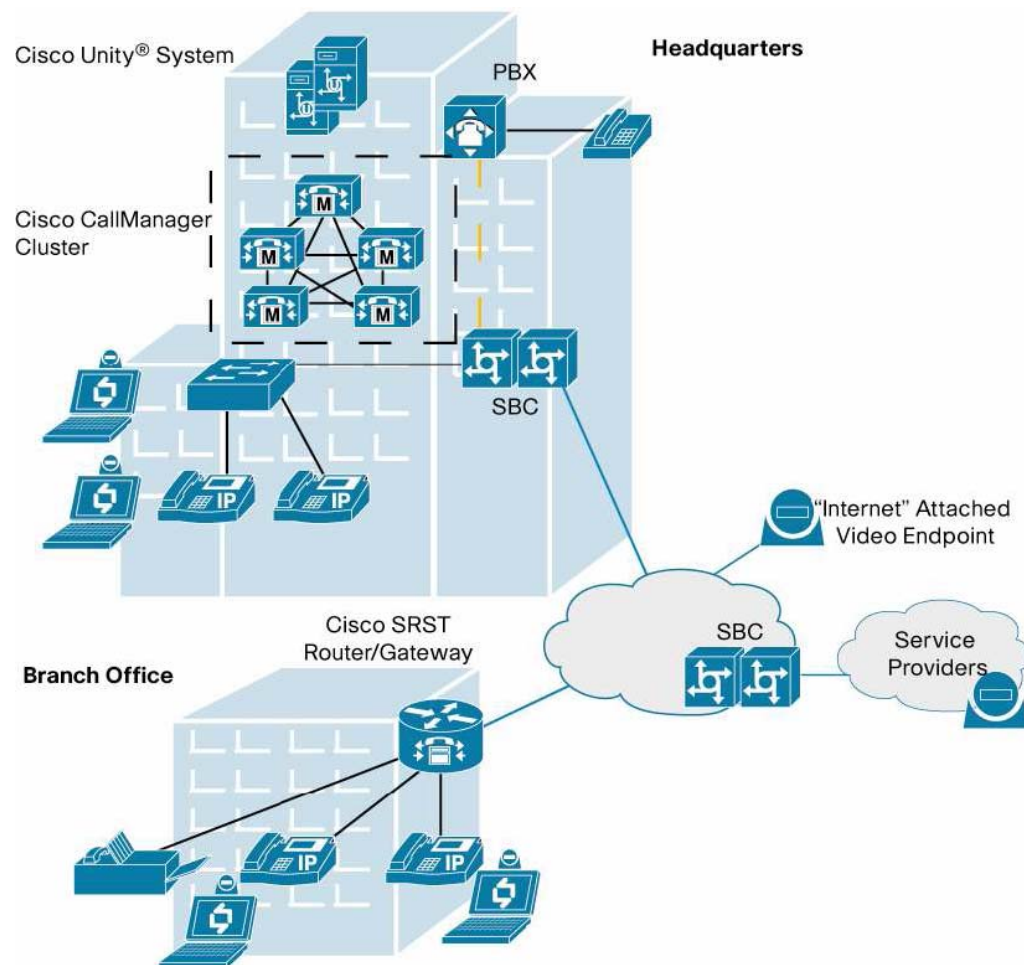 Cisco Unity® System
Headquarters
PBX
Cisco CallManager
Cluster
M
M
M
M
M
SBC
IP
IP
"Internet" Attached
Video Endpoint
Cisco SRST
Router/Gateway
SBC
Service
Providers
Branch Office
IP
IP